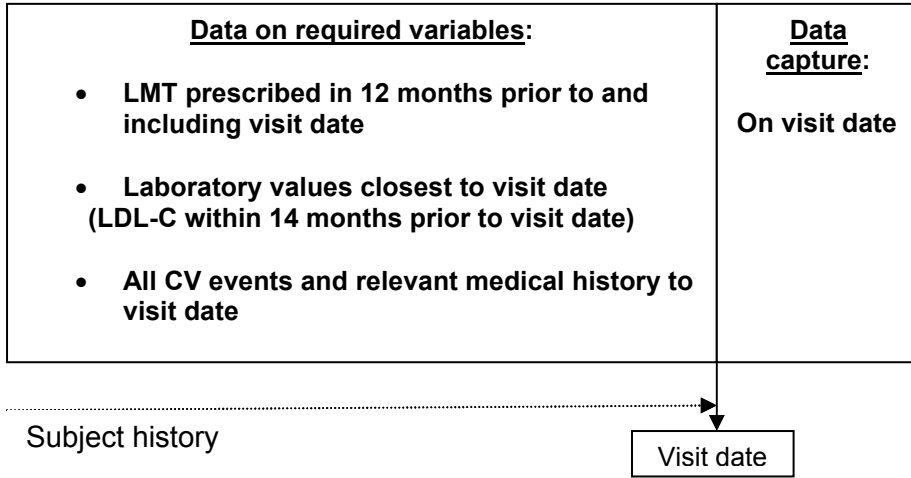 Data on required variables:
• LMT prescribed in 12 months prior to and
including visit date
• Laboratory values closest to visit date
(LDL-C within 14 months prior to visit date)
• All CV events and relevant medical history to
visit date
Data
capture:
On visit date
Subject history
Visit date